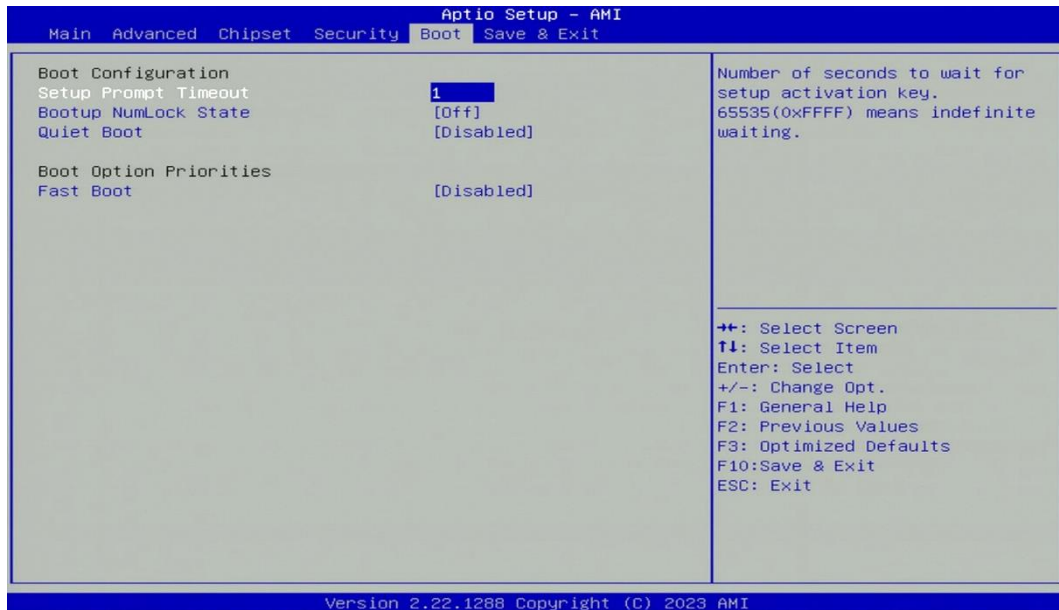 Aptio Setup – AMI
Main Advanced Chipset Security Boot Save & Exit
Boot Configuration
Setup Prompt Timeout 1
Bootup NumLock State [Off]
Quiet Boot [Disabled]
Boot Option Priorities
Fast Boot [Disabled]
Number of seconds to wait for
setup activation key.
65535(0xFFFF) means indefinite
waiting.
→←: Select Screen
↑↓: Select Item
Enter: Select
+/-: Change Opt.
F1: General Help
F2: Previous Values
F3: Optimized Defaults
F10:Save & Exit
ESC: Exit
Version 2.22.1288 Copyright (C) 2023 AMI